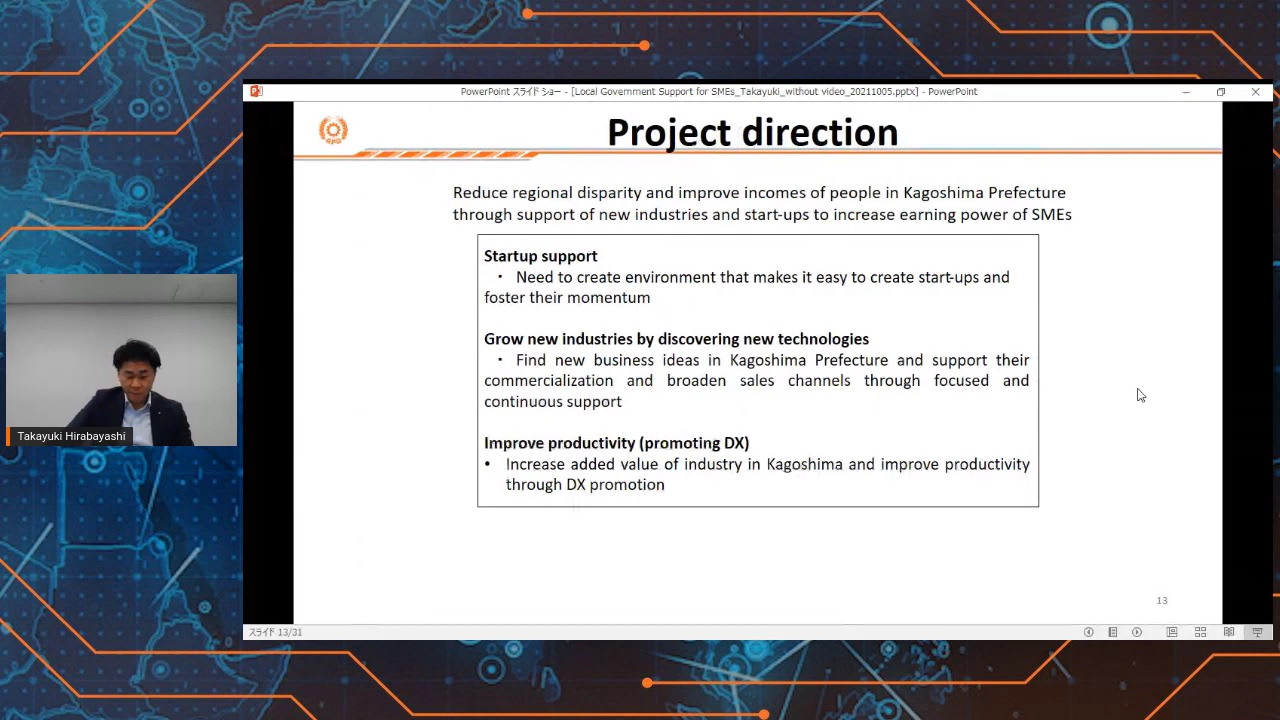 PowerPoint スライド ショー - [Local Government Support for SMEs_Takayuki_without video_20211005.pptx] - PowerPoint
APO
Project direction
Reduce regional disparity and improve incomes of people in Kagoshima Prefecture
through support of new industries and start-ups to increase earning power of SMEs
Startup support
・ Need to create environment that makes it easy to create start-ups and
foster their momentum
Grow new industries by discovering new technologies
・ Find new business ideas in Kagoshima Prefecture and support their
commercialization and broaden sales channels through focused and
continuous support
Improve productivity (promoting DX)
• Increase added value of industry in Kagoshima and improve productivity
through DX promotion
Takayuki Hirabayashi
13
スライド 13/31